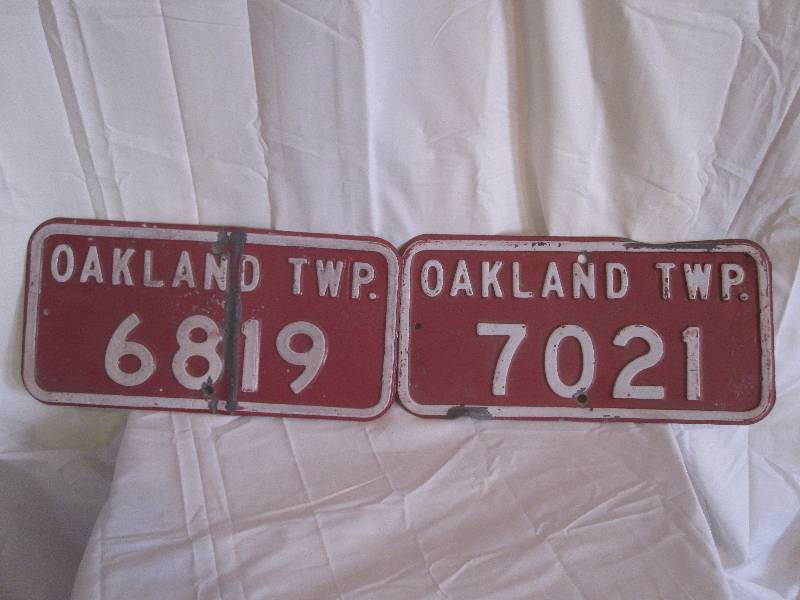 OAKLAND TWP.
6819
OAKLAND TWP.
7021